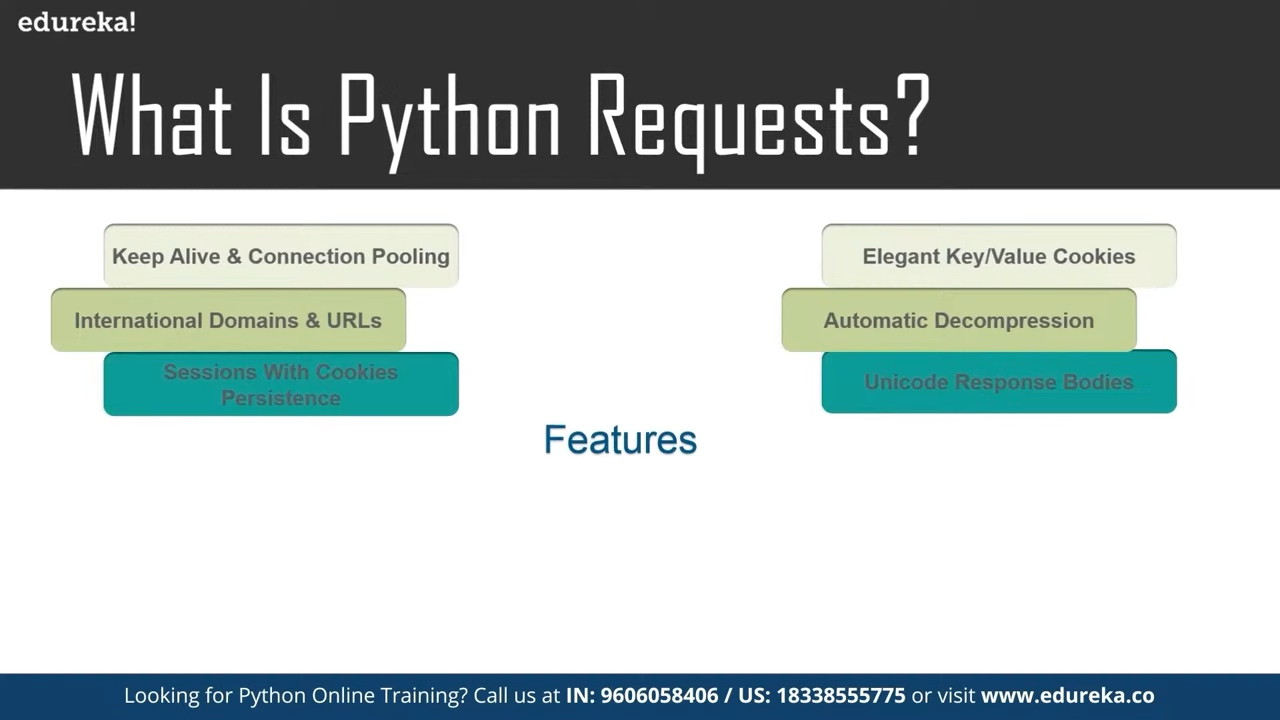 edureka!
What Is Python Requests?
Keep Alive & Connection Pooling
International Domains & URLs
Sessions With Cookies
Persistence
Elegant Key/Value Cookies
Automatic Decompression
Unicode Response Bodies
Features
Looking for Python Online Training? Call us at IN: 9606058406 / US: 18338555775 or visit www.edureka.co